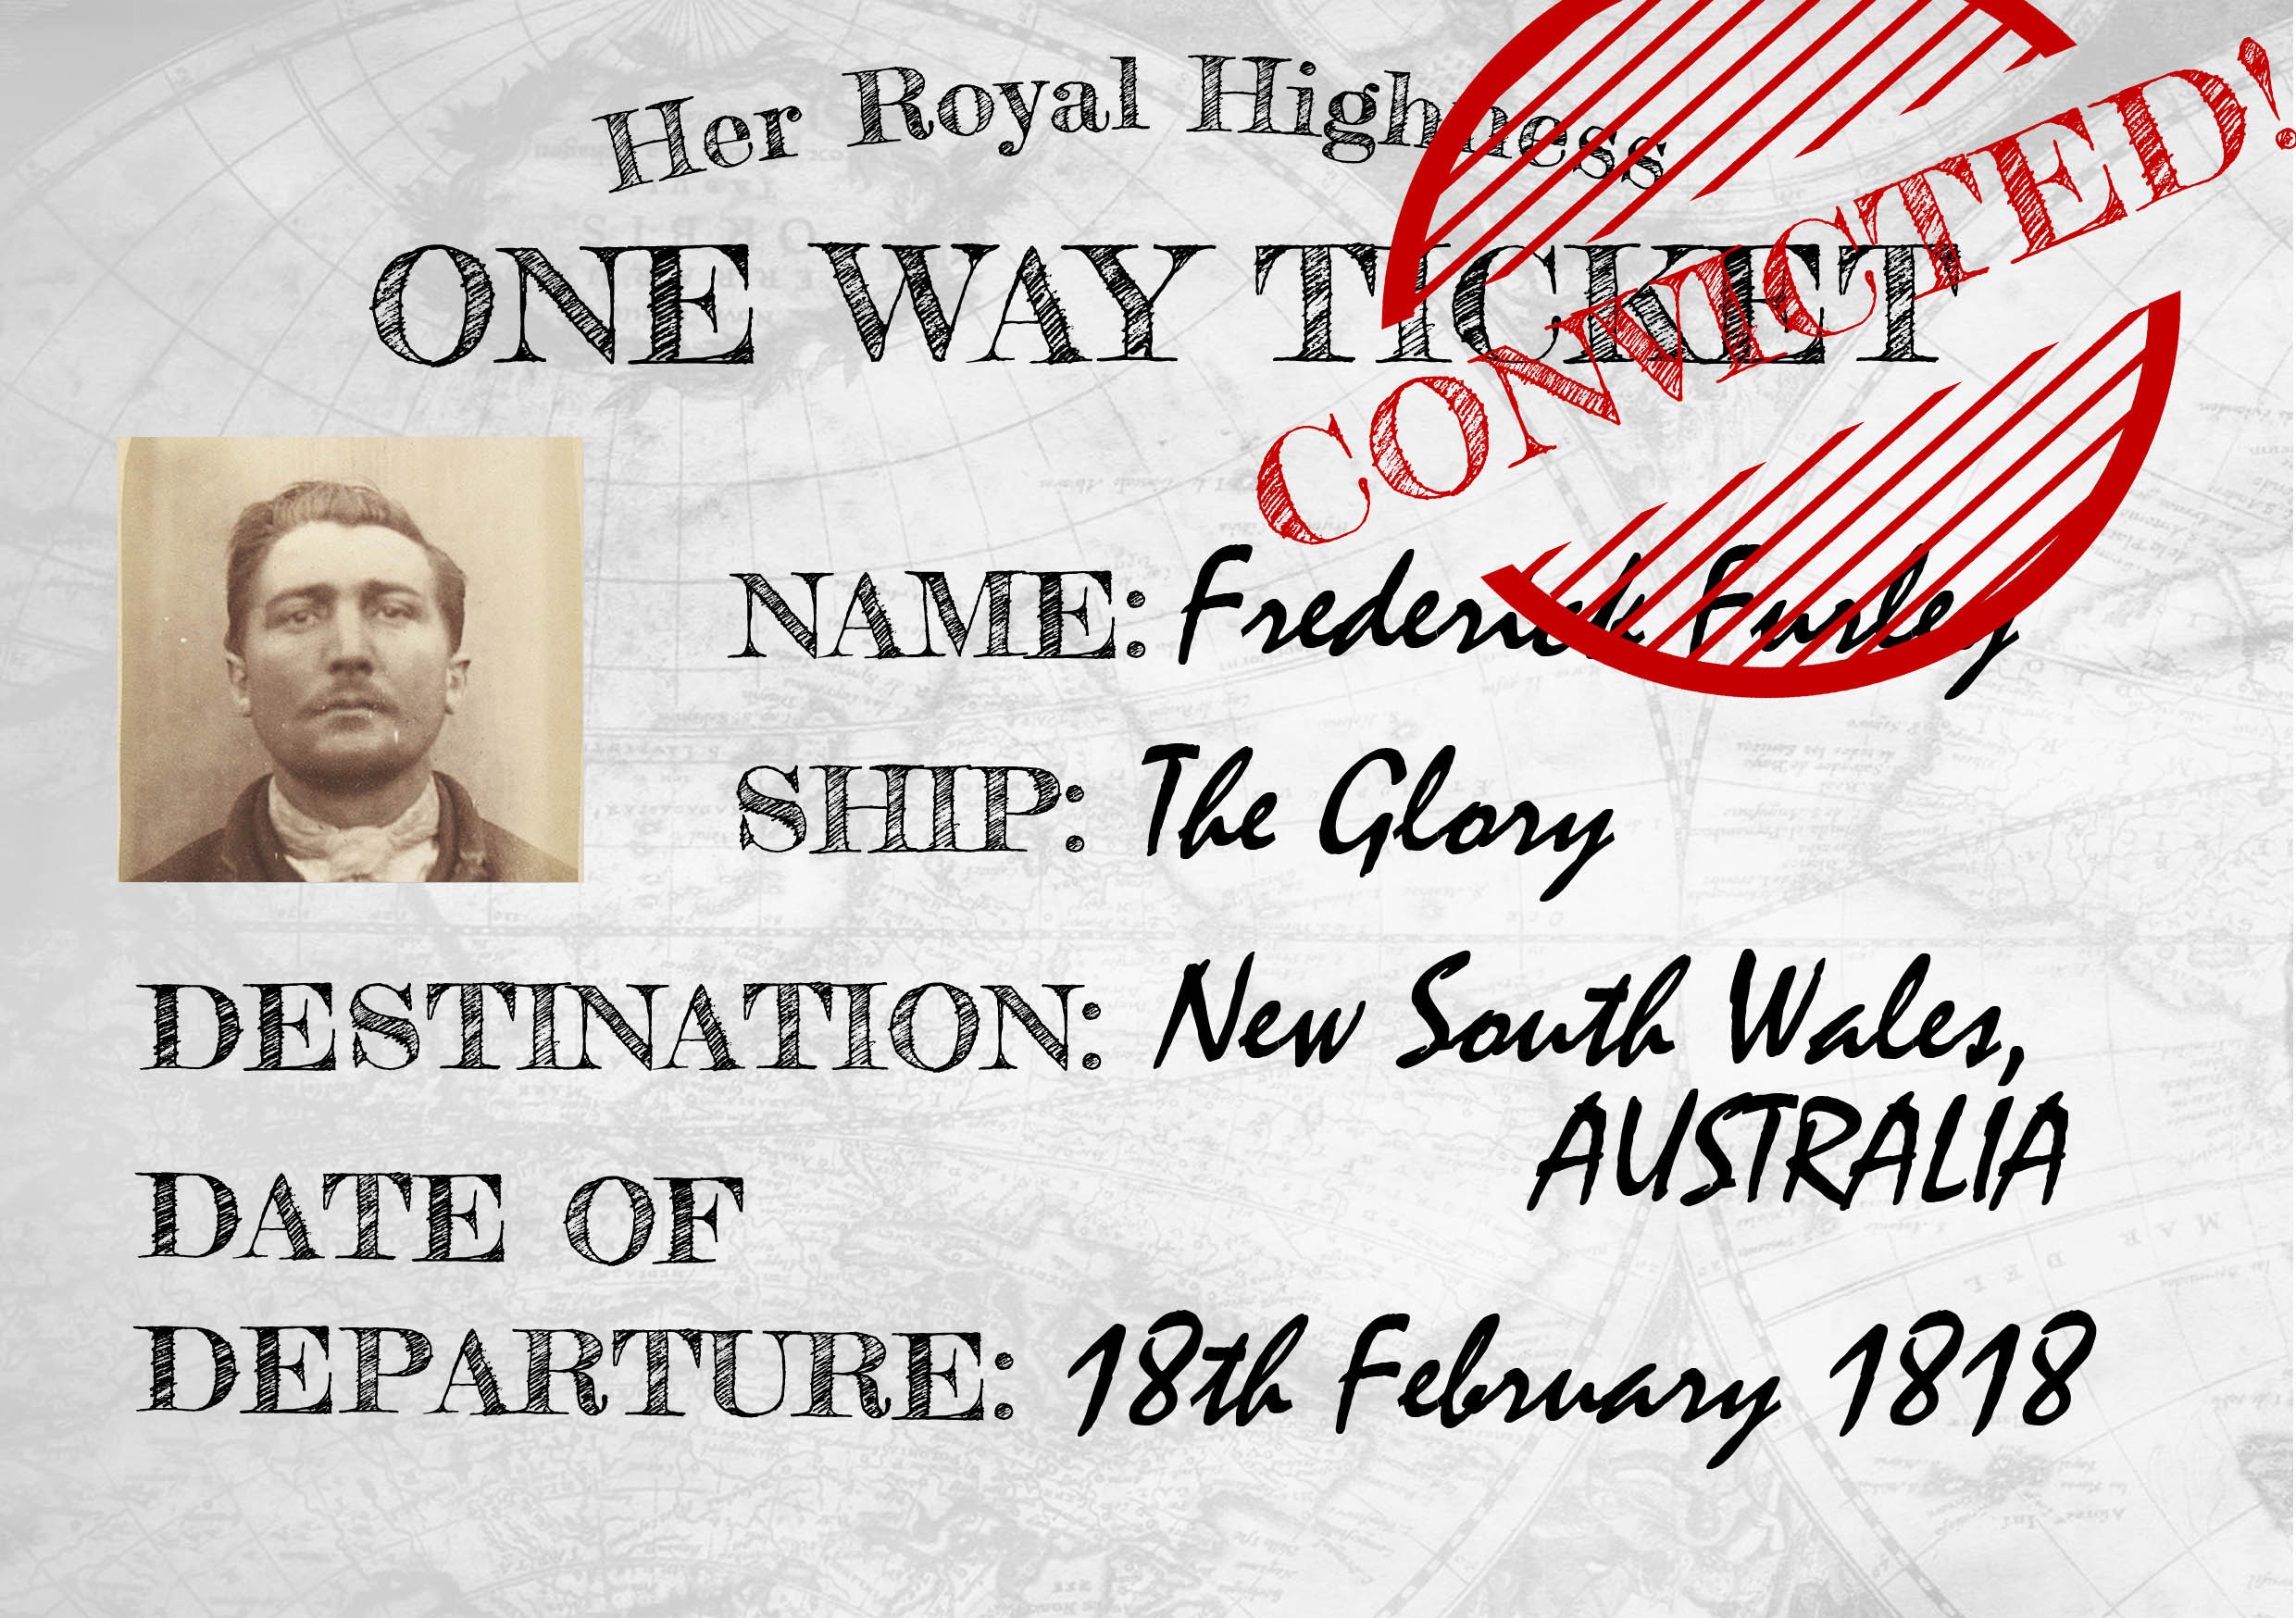 Her Royal Highness
ONE WAY TICKET
CONVICTED!
NAME: Frederick Furley
SHIP: The Glory
DESTINATION: New South Wales,
AUSTRALIA
DATE OF
DEPARTURE: 18th February 1818